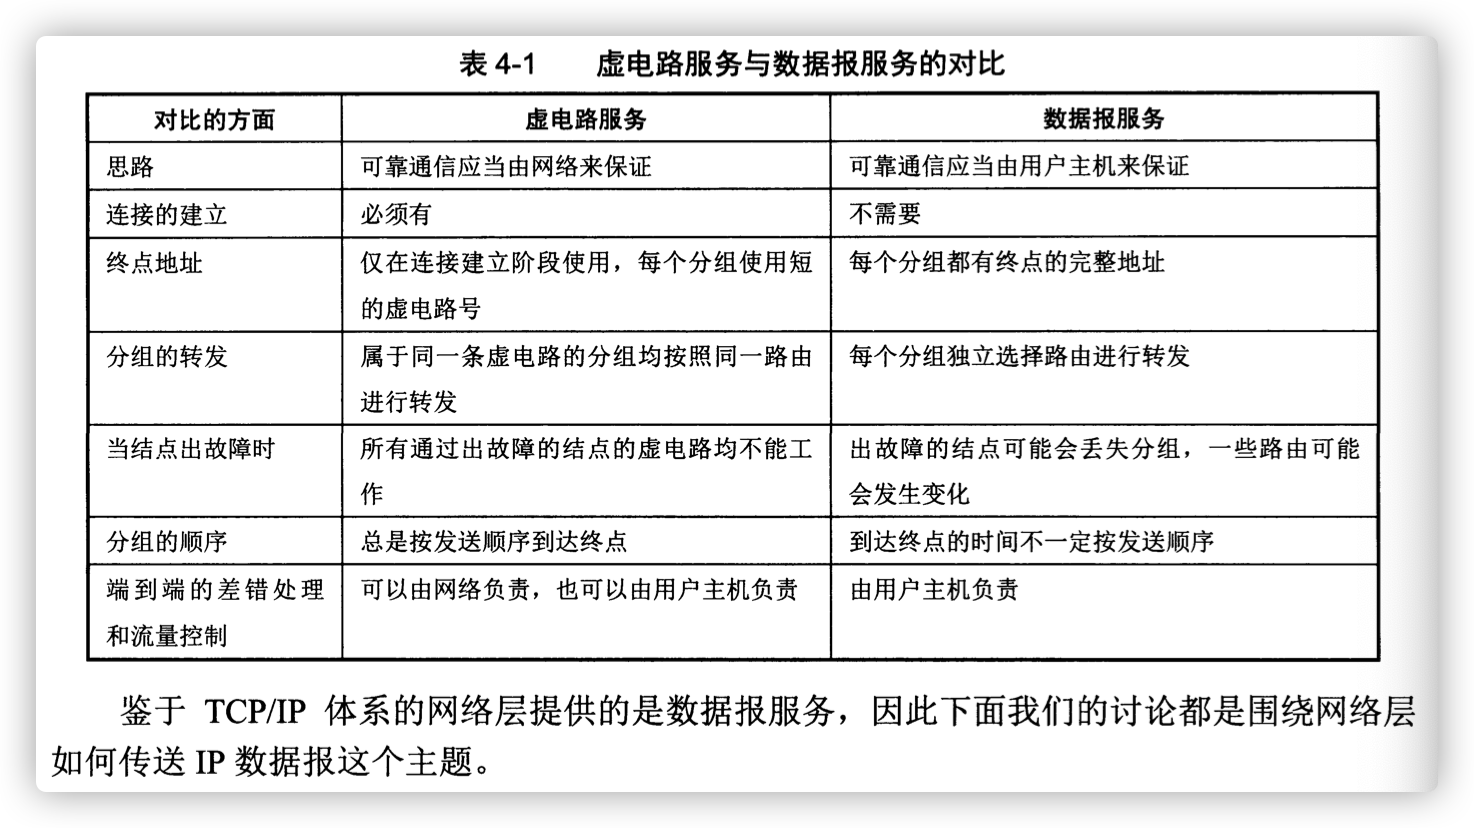 表 4-1 虚电路服务与数据报服务的对比
对比的方面 虚电路服务 数据报服务
思路 可靠通信应当由网络来保证 可靠通信应当由用户主机来保证
连接的建立 必须有 不需要
终点地址 仅在连接建立阶段使用，每个分组使用短 每个分组都有终点的完整地址
的虚电路号
分组的转发 属于同一条虚电路的分组均按照同一路由 每个分组独立选择路由进行转发
进行转发
当结点出故障时 所有通过出故障的结点的虚电路均不能工 出故障的结点可能会丢失分组，一些路由可能
作 会发生变化
分组的顺序 总是按发送顺序到达终点 到达终点的时间不一定按发送顺序
端到端的差错处理 可以由网络负责，也可以由用户主机负责 由用户主机负责
和流量控制
鉴于 TCP/IP 体系的网络层提供的是数据报服务，因此下面我们的讨论都是围绕网络层
如何传送 IP 数据报这个主题。